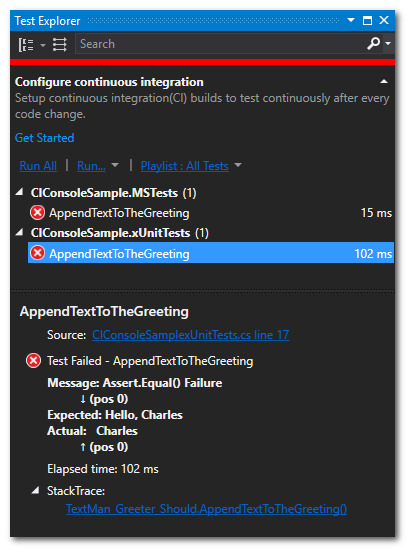 Test Explorer
Search
Configure continuous integration
Setup continuous integration(CI) builds to test continuously after every
code change.
Get Started
Run All | Run... | Playlist : All Tests
CIConsoleSample.MSTests (1)
AppendTextToTheGreeting 15 ms
CIConsoleSample.xUnitTests (1)
AppendTextToTheGreeting 102 ms
AppendTextToTheGreeting
Source: CIConsoleSamplexUnitTests.cs line 17
Test Failed - AppendTextToTheGreeting
Message: Assert.Equal() Failure
↓ (pos 0)
Expected: Hello, Charles
Actual: Charles
↑ (pos 0)
Elapsed time: 102 ms
StackTrace:
TextMan_Greeter_Should.AppendTextToTheGreeting()